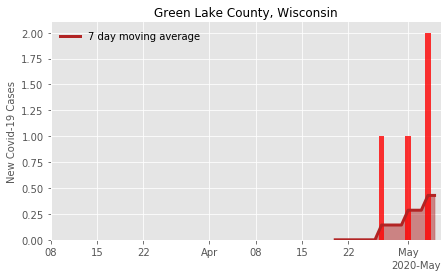 Green Lake County, Wisconsin
7 day moving average
New Covid-19 Cases
2.00
1.75
1.50
1.25
1.00
0.75
0.50
0.25
0.00
08 15 22 Apr 08 15 22 May
2020-May